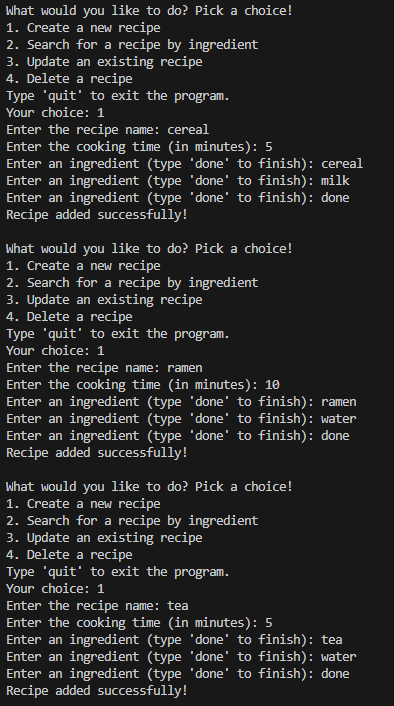 What would you like to do? Pick a choice!
1. Create a new recipe
2. Search for a recipe by ingredient
3. Update an existing recipe
4. Delete a recipe
Type 'quit' to exit the program.
Your choice: 1
Enter the recipe name: cereal
Enter the cooking time (in minutes): 5
Enter an ingredient (type 'done' to finish): cereal
Enter an ingredient (type 'done' to finish): milk
Enter an ingredient (type 'done' to finish): done
Recipe added successfully!

What would you like to do? Pick a choice!
1. Create a new recipe
2. Search for a recipe by ingredient
3. Update an existing recipe
4. Delete a recipe
Type 'quit' to exit the program.
Your choice: 1
Enter the recipe name: ramen
Enter the cooking time (in minutes): 10
Enter an ingredient (type 'done' to finish): ramen
Enter an ingredient (type 'done' to finish): water
Enter an ingredient (type 'done' to finish): done
Recipe added successfully!

What would you like to do? Pick a choice!
1. Create a new recipe
2. Search for a recipe by ingredient
3. Update an existing recipe
4. Delete a recipe
Type 'quit' to exit the program.
Your choice: 1
Enter the recipe name: tea
Enter the cooking time (in minutes): 5
Enter an ingredient (type 'done' to finish): tea
Enter an ingredient (type 'done' to finish): water
Enter an ingredient (type 'done' to finish): done
Recipe added successfully!